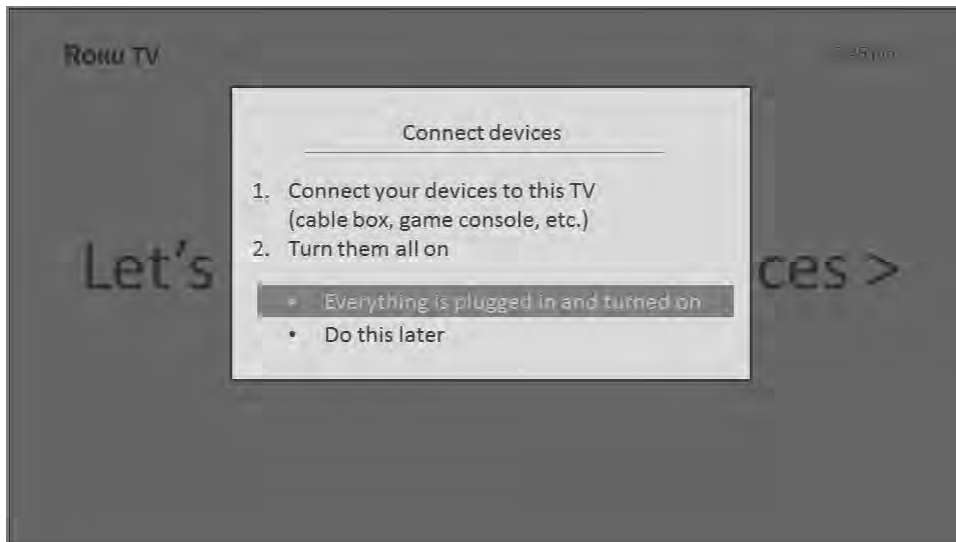 Roku TV
Connect devices
1. Connect your devices to this TV
(cable box, game console, etc.)
2. Turn them all on
Let's
ces >
• Everything is plugged in and turned on
• Do this later